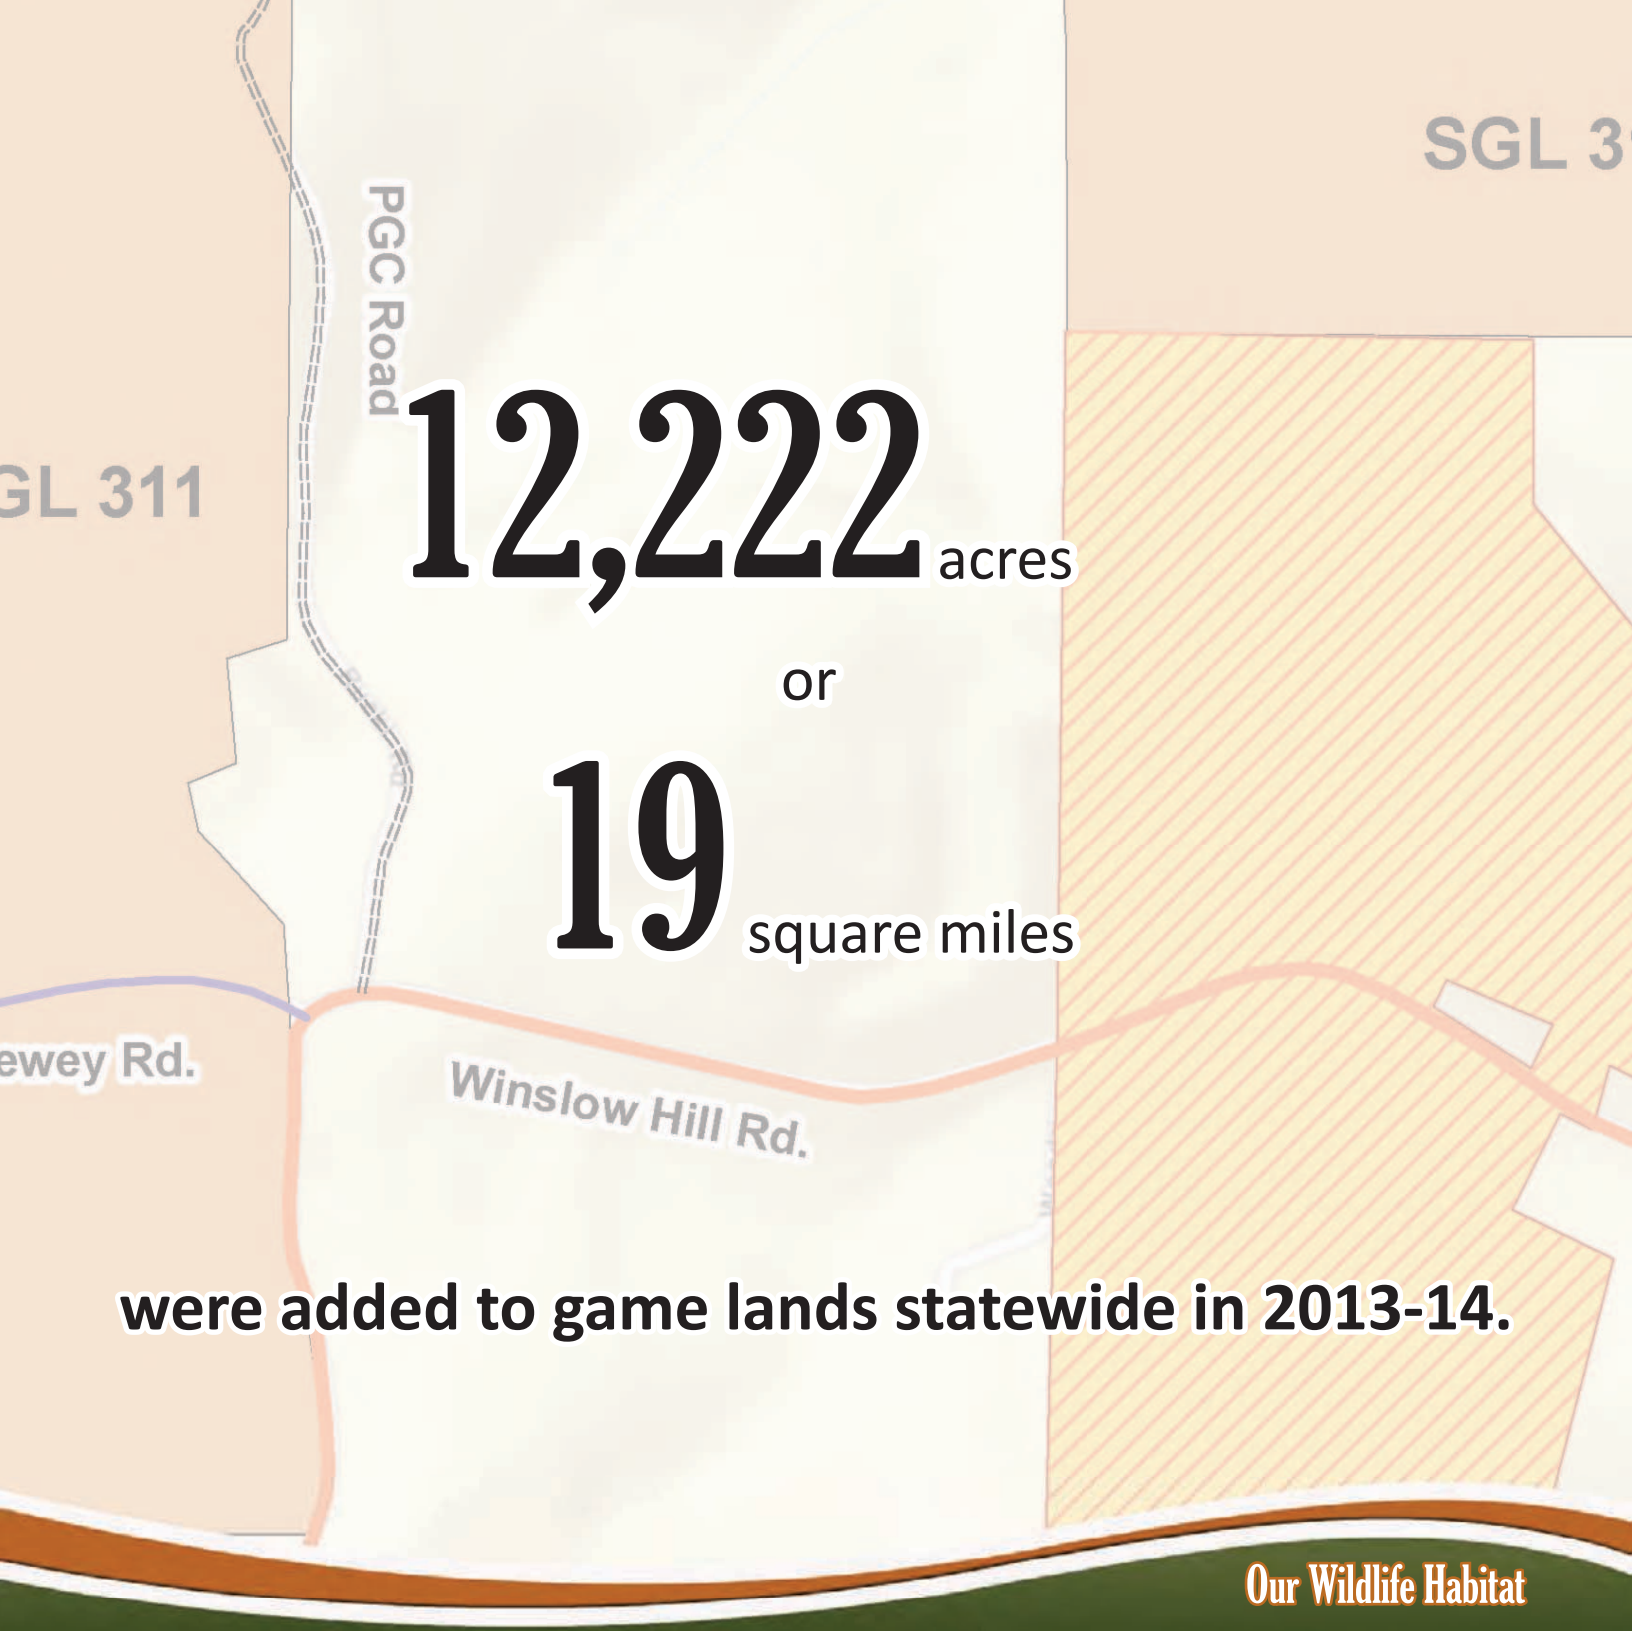 SGL 31
PGC Road
GL 311
12,222 acres
or
19 square miles
ewey Rd.
Winslow Hill Rd.
were added to game lands statewide in 2013-14.
Our Wildlife Habitat